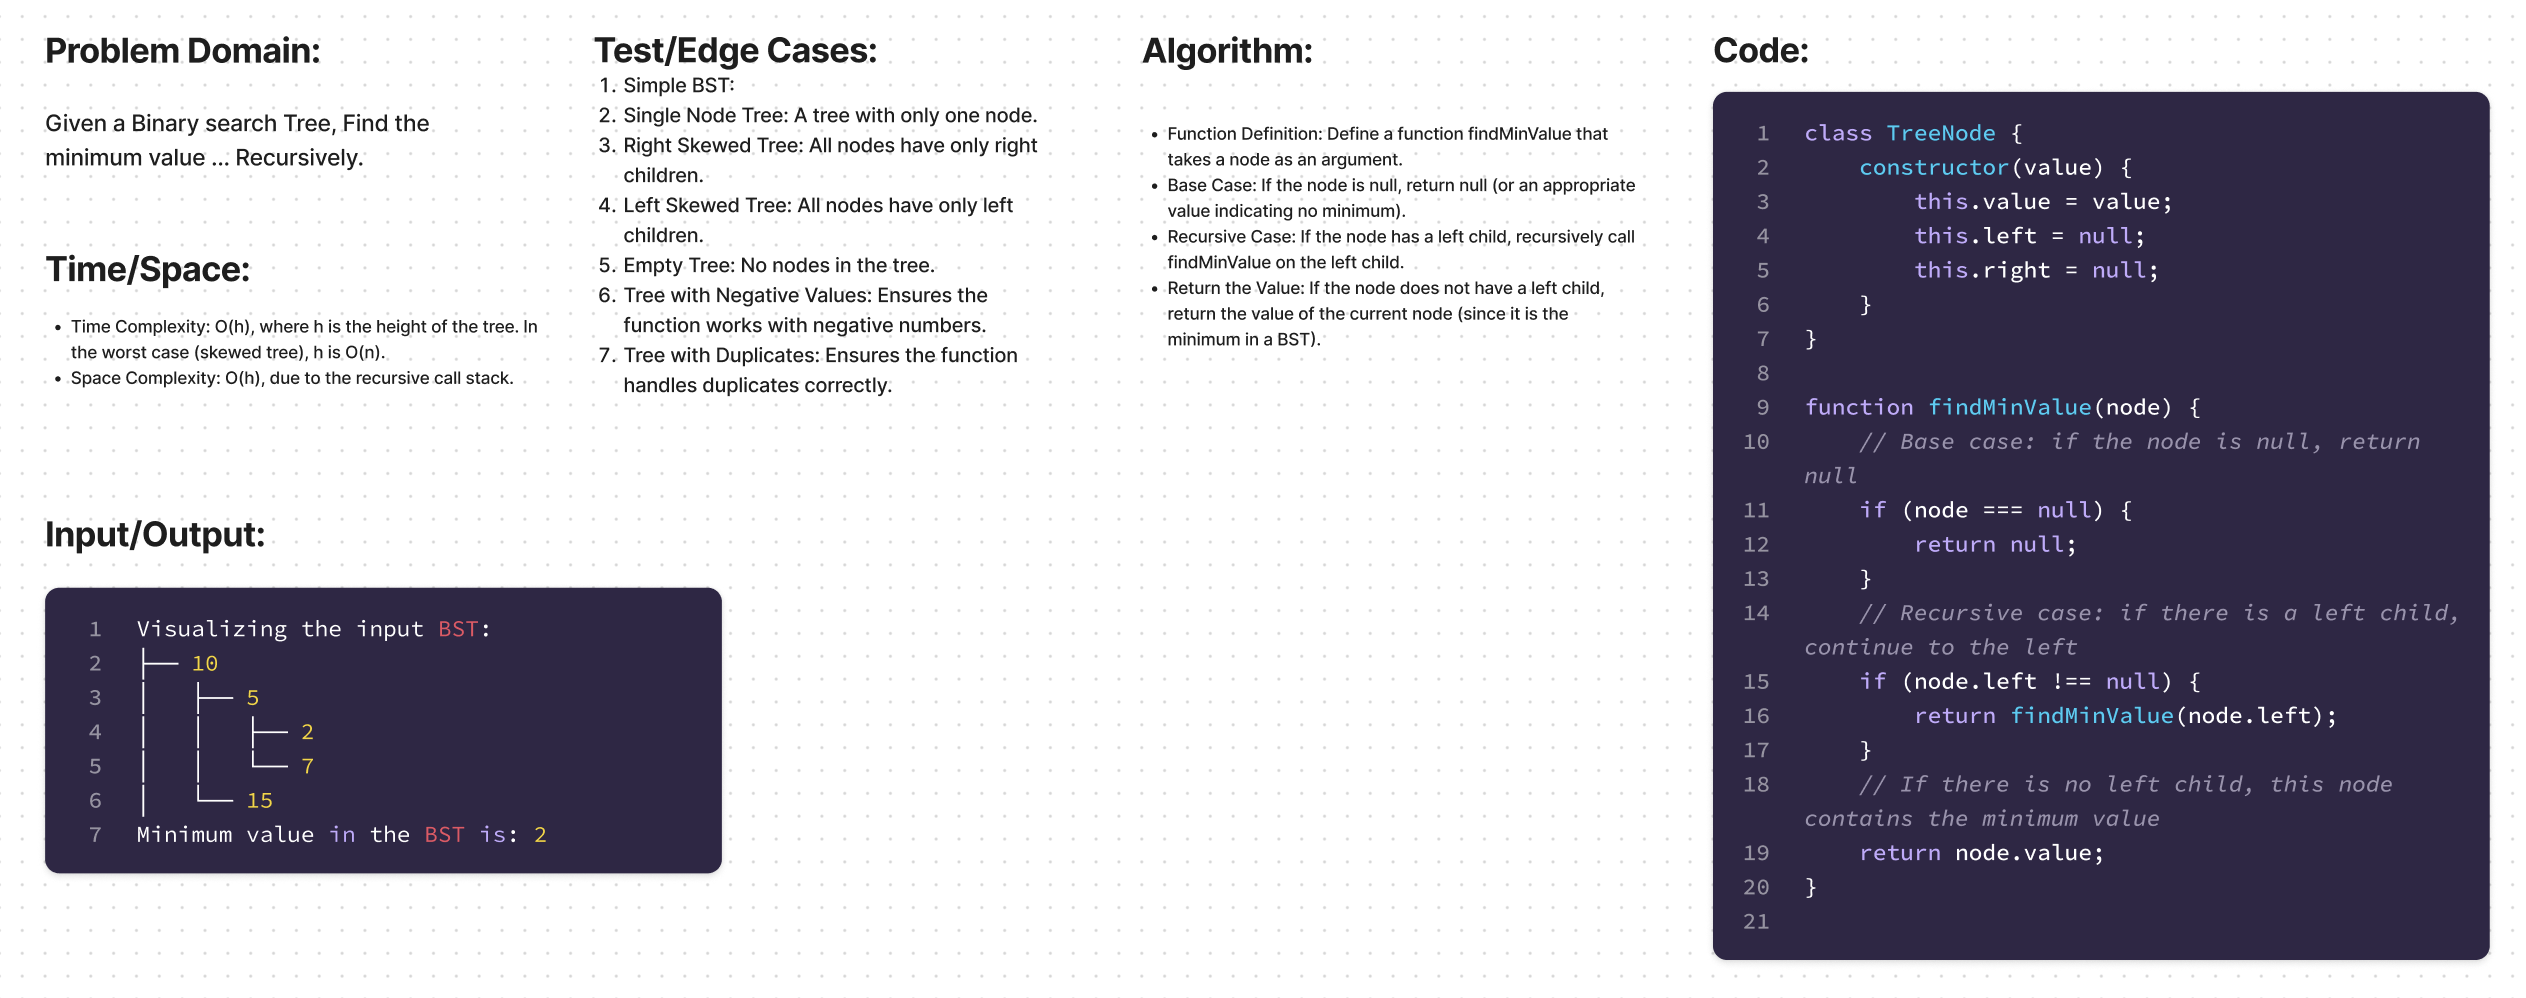 Problem Domain:
Given a Binary search Tree, Find the
minimum value ... Recursively.
Time/Space:
• Time Complexity: O(h), where h is the height of the tree. In
the worst case (skewed tree), h is O(n).
• Space Complexity: O(h), due to the recursive call stack.
Test/Edge Cases:
1. Simple BST:
2. Single Node Tree: A tree with only one node.
3. Right Skewed Tree: All nodes have only right
children.
4. Left Skewed Tree: All nodes have only left
children.
5. Empty Tree: No nodes in the tree.
6. Tree with Negative Values: Ensures the
function works with negative numbers.
7. Tree with Duplicates: Ensures the function
handles duplicates correctly.
Algorithm:
• Function Definition: Define a function findMinValue that
takes a node as an argument.
• Base Case: If the node is null, return null (or an appropriate
value indicating no minimum).
• Recursive Case: If the node has a left child, recursively call
findMinValue on the left child.
• Return the Value: If the node does not have a left child,
return the value of the current node (since it is the
minimum in a BST).
Input/Output:
1 Visualizing the input BST:
2 ├── 10
3 │   ├── 5
4 │   │   ├── 2
5 │   │   └── 7
6 │   └── 15
7 Minimum value in the BST is: 2
Code:
1 class TreeNode {
2     constructor(value) {
3         this.value = value;
4         this.left = null;
5         this.right = null;
6     }
7 }
8
9 function findMinValue(node) {
10     // Base case: if the node is null, return
null
11     if (node === null) {
12         return null;
13     }
14     // Recursive case: if there is a left child,
continue to the left
15     if (node.left !== null) {
16         return findMinValue(node.left);
17     }
18     // If there is no left child, this node
contains the minimum value
19     return node.value;
20 }
21